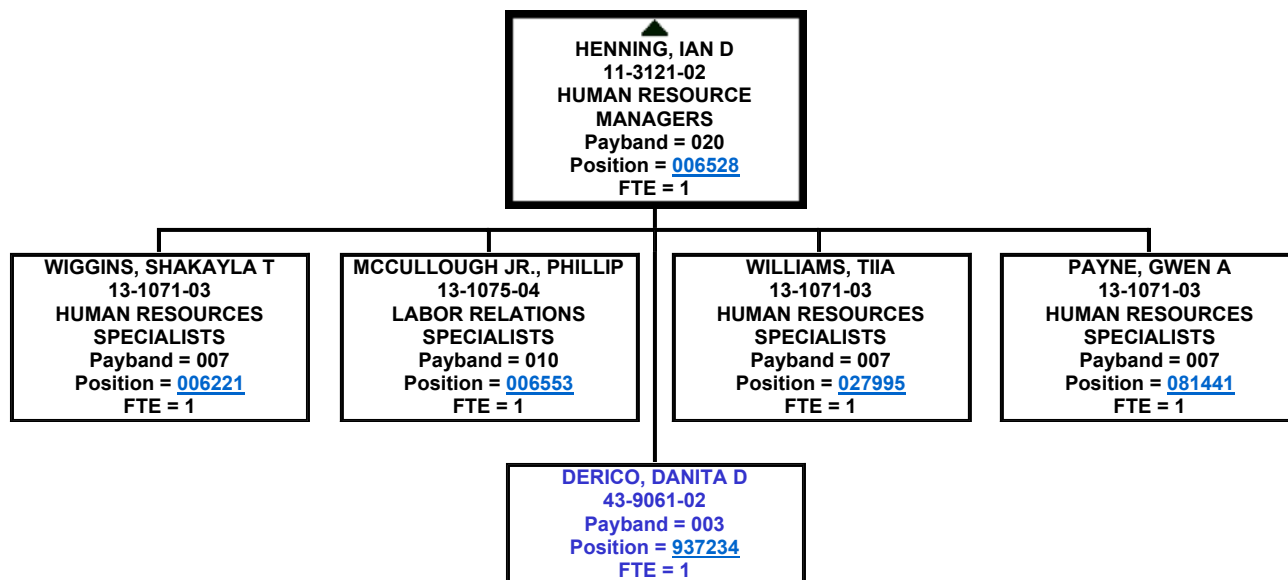 HENNING, IAN D
11-3121-02
HUMAN RESOURCE
MANAGERS
Payband = 020
Position = 006528
FTE = 1
WIGGINS, SHAKAYLA T
13-1071-03
HUMAN RESOURCES
SPECIALISTS
Payband = 007
Position = 006221
FTE = 1
MCCULLOUGH JR., PHILLIP
13-1075-04
LABOR RELATIONS
SPECIALISTS
Payband = 010
Position = 006553
FTE = 1
WILLIAMS, TIIA
13-1071-03
HUMAN RESOURCES
SPECIALISTS
Payband = 007
Position = 027995
FTE = 1
PAYNE, GWEN A
13-1071-03
HUMAN RESOURCES
SPECIALISTS
Payband = 007
Position = 081441
FTE = 1
DERICO, DANITA D
43-9061-02
Payband = 003
Position = 937234
FTE = 1